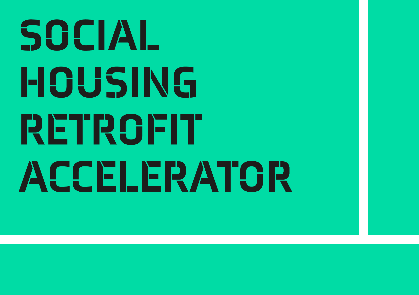 SOCIAL
HOUSING
RETROFIT
ACCELERATOR